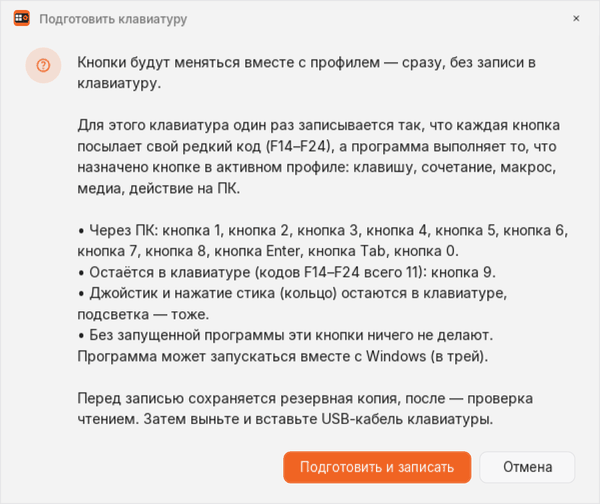 Подготовить клавиатуру
Кнопки будут меняться вместе с профилем — сразу, без записи в
клавиатуру.
Для этого клавиатура один раз записывается так, что каждая кнопка
посылает свой редкий код (F14–F24), а программа выполняет то, что
назначено кнопке в активном профиле: клавишу, сочетание, макрос,
медиа, действие на ПК.
• Через ПК: кнопка 1, кнопка 2, кнопка 3, кнопка 4, кнопка 5, кнопка 6,
кнопка 7, кнопка 8, кнопка Enter, кнопка Tab, кнопка 0.
• Остаётся в клавиатуре (кодов F14–F24 всего 11): кнопка 9.
• Джойстик и нажатие стика (кольцо) остаются в клавиатуре,
подсветка — тоже.
• Без запущенной программы эти кнопки ничего не делают.
Программа может запускаться вместе с Windows (в трей).
Перед записью сохраняется резервная копия, после — проверка
чтением. Затем выньте и вставьте USB-кабель клавиатуры.
Подготовить и записать
Отмена